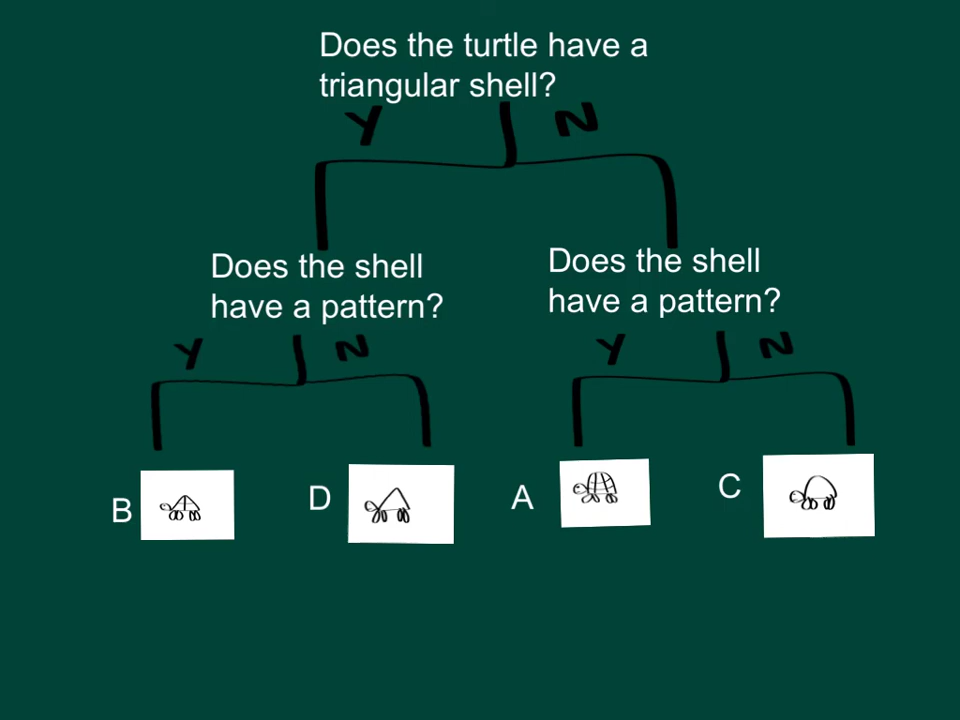 Does the turtle have a
triangular shell?
Y N
Does the shell
have a pattern?
Does the shell
have a pattern?
Y N
Y N
B
D
A
C